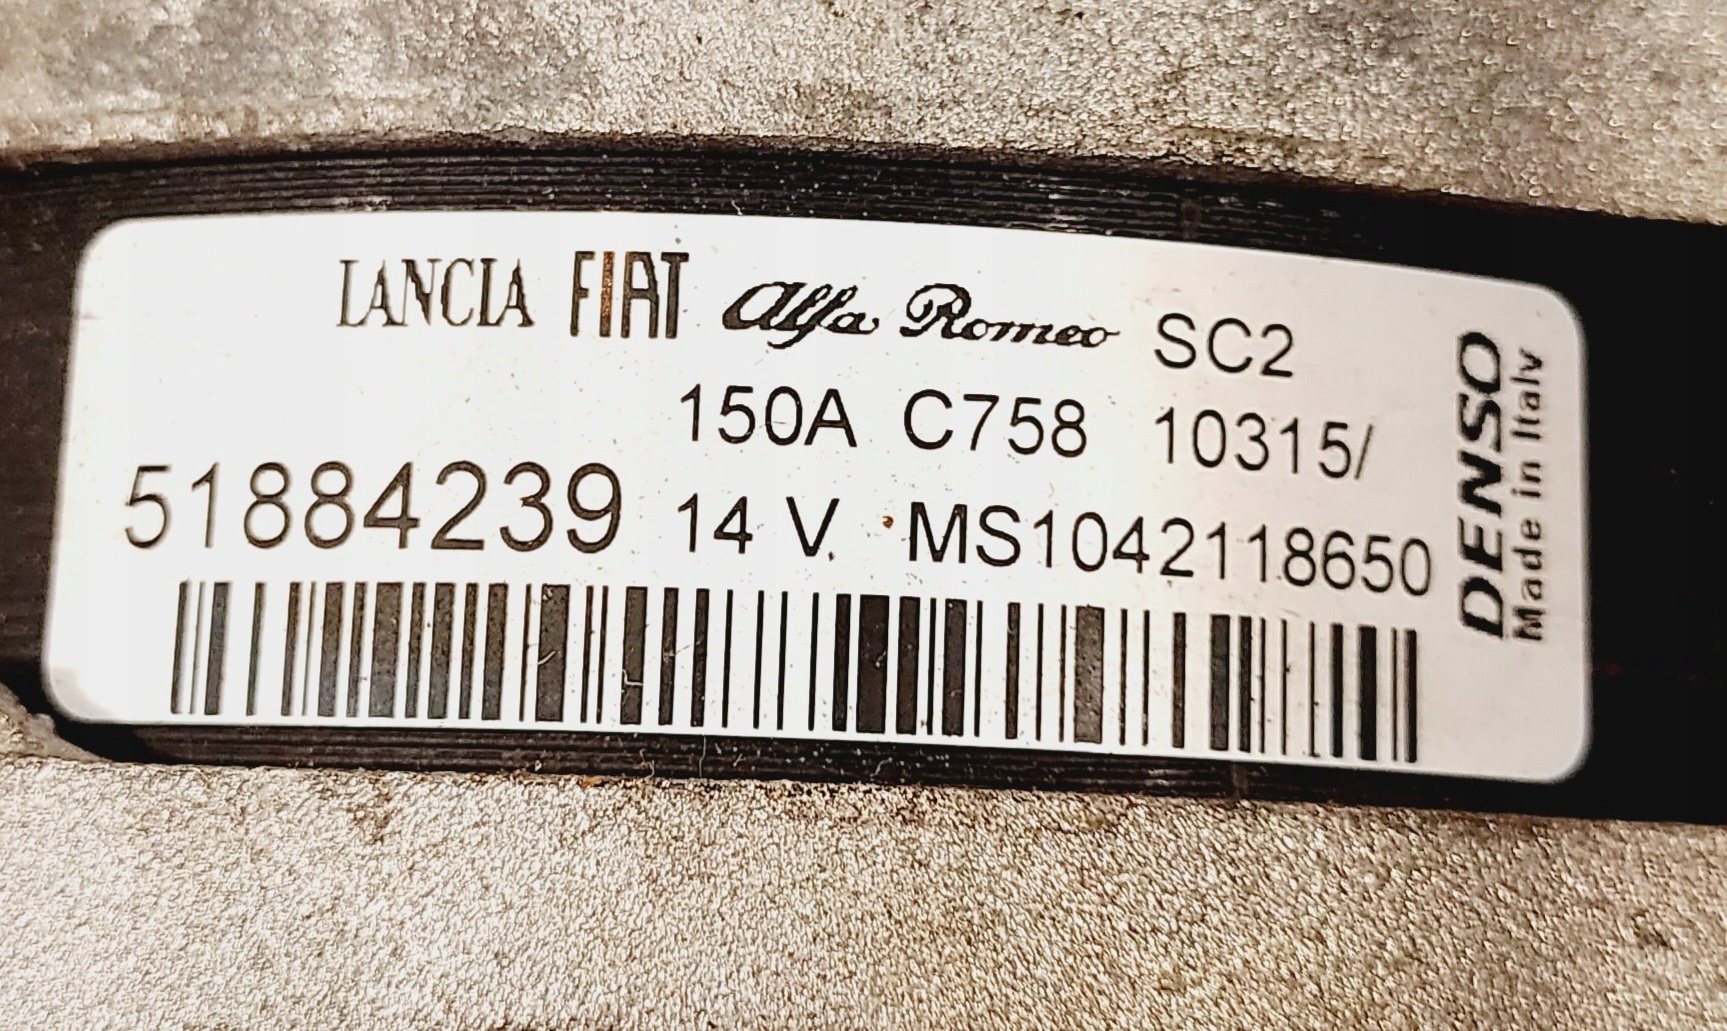 LANCIA FIAT Alfa Romeo SC2
150A C758 10315/
51884239 14 V. MS1042118650
DENSO
Made in Italy